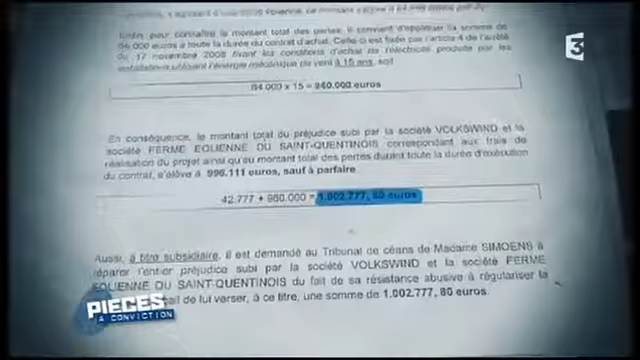 Enfin, pour connaître le montant total des pertes, il convient d'appliquer la somme de
64.000 euros à toute la durée du contrat d'achat. Celle-ci est fixée par l'article 4 de l'arrêté
du 17 novembre 2008 fixant les conditions d'achat de l'électricité produite par les
installations utilisant l'énergie mécanique du vent à 15 ans, soit
64.000 x 15 = 960.000 euros
3
En conséquence, le montant total du préjudice subi par la société VOLKSWIND et la
société FERME EOLIENNE DU SAINT-QUENTINOIS correspondant aux frais de
réalisation du projet ainsi qu'au montant total des pertes durant toute la durée d'exécution
du contrat, s'élève à 996.111 euros, sauf à parfaire
42.777 + 960.000 = 1.002.777, 80 euros
Aussi, à titre subsidiaire, il est demandé au Tribunal de céans de Madame SIMOENS à
réparer l'entier préjudice subi par la société VOLKSWIND et la société FERME
EOLIENNE DU SAINT-QUENTINOIS du fait de sa résistance abusive à régulariser la
ail de lui verser, à ce titre, une somme de 1.002.777, 80 euros.
PIECES
A CONVICTION